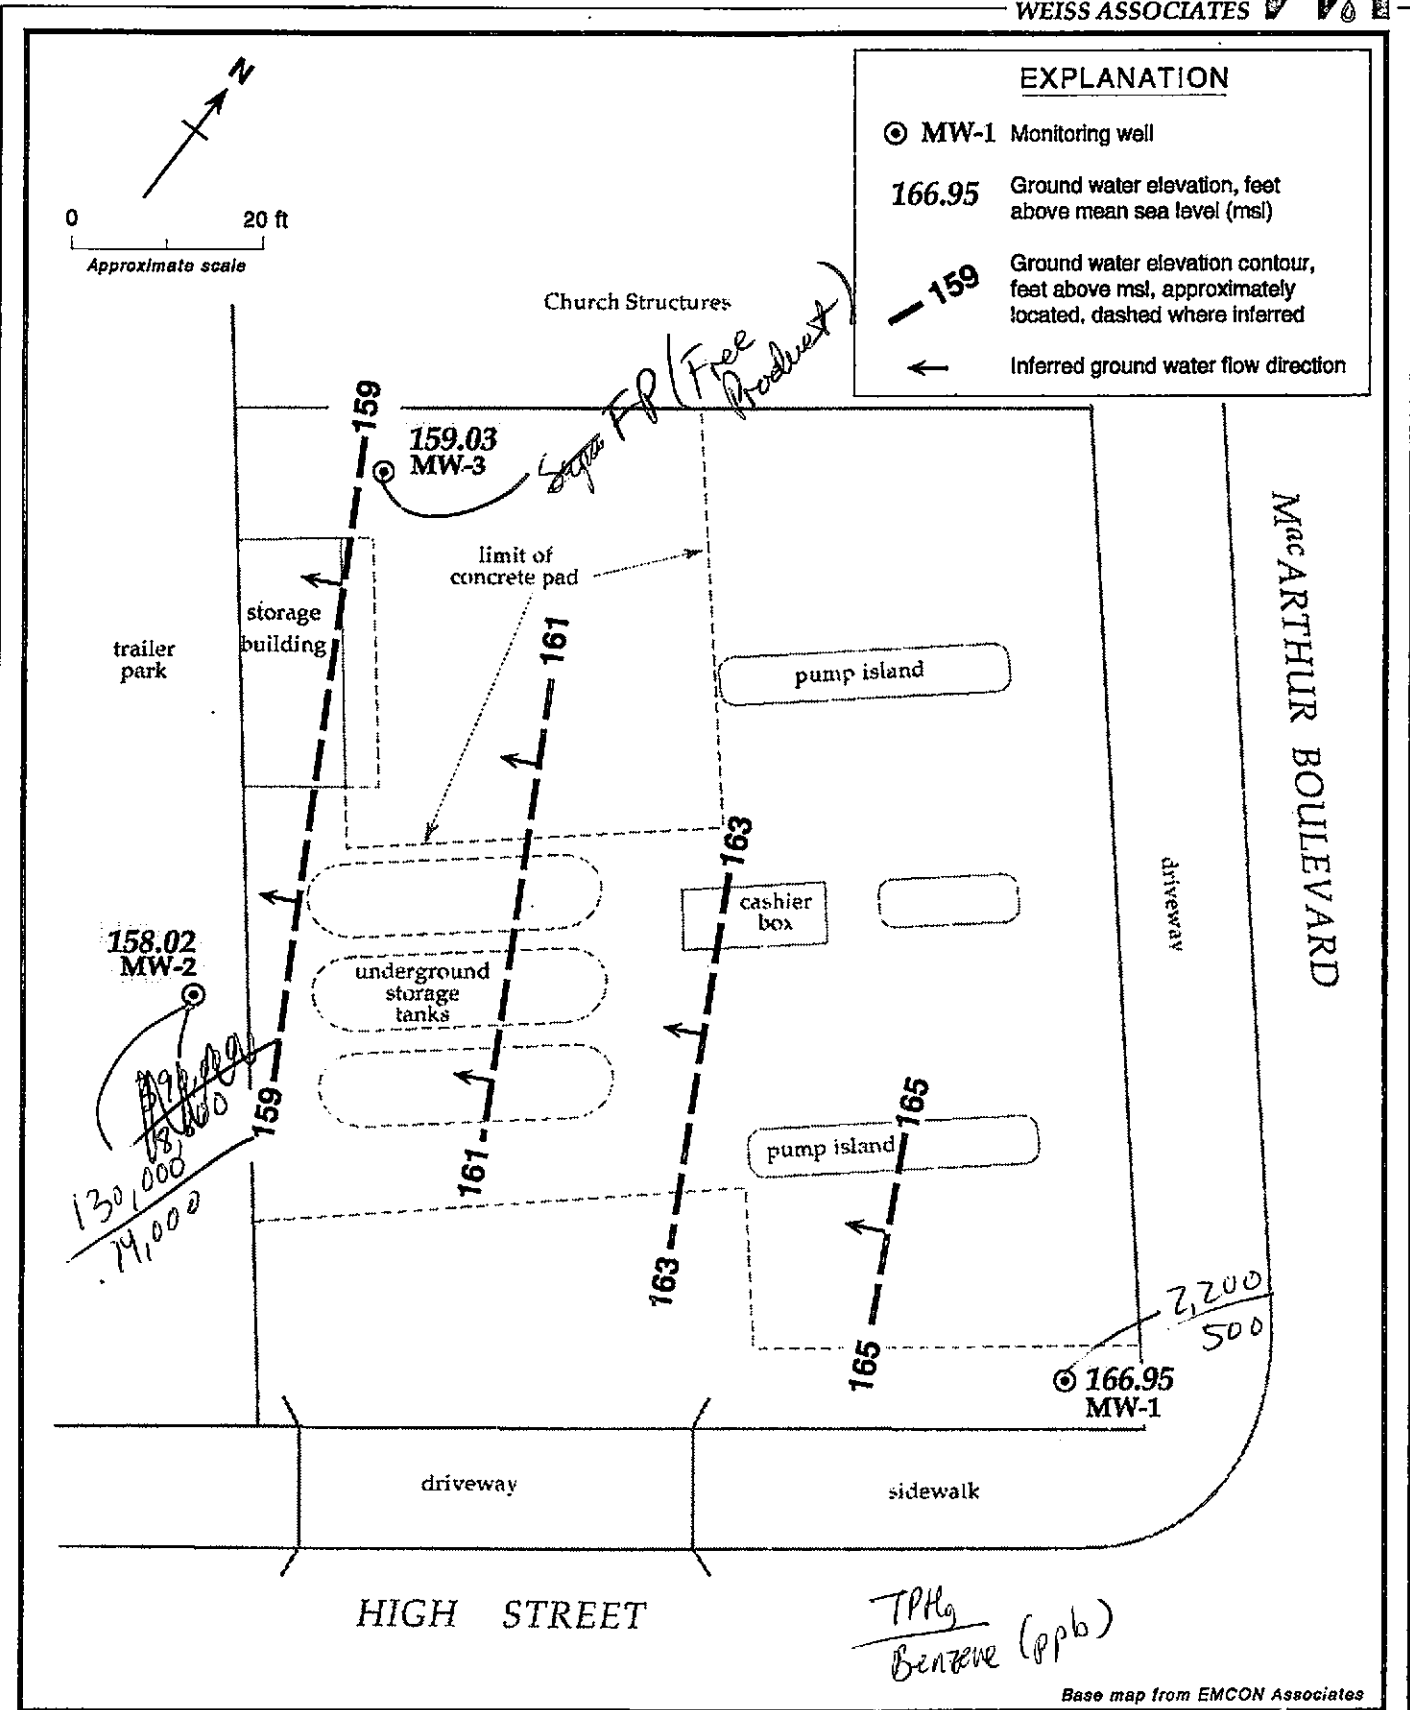 WEISS ASSOCIATES
N
0 20 ft
Approximate scale
EXPLANATION
MW-1 Monitoring well
166.95 Ground water elevation, feet
above mean sea level (msl)
159 Ground water elevation contour,
feet above msl, approximately
located, dashed where inferred
Inferred ground water flow direction
Church Structures
FP (Free
Product)
159
159.03
MW-3
limit of
concrete pad
storage
building
trailer
park
161
pump island
MacARTHUR BOULEVARD
163
cashier
box
driveway
158.02
MW-2
underground
storage
tanks
18,000
159
130,000
161
165
pump island
163
2,200
500
165
166.95
MW-1
driveway
sidewalk
HIGH STREET
TPHg
Benzene (ppb)
Base map from EMCON Associates